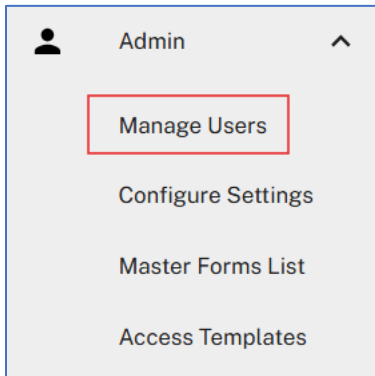 Admin
Manage Users
Configure Settings
Master Forms List
Access Templates